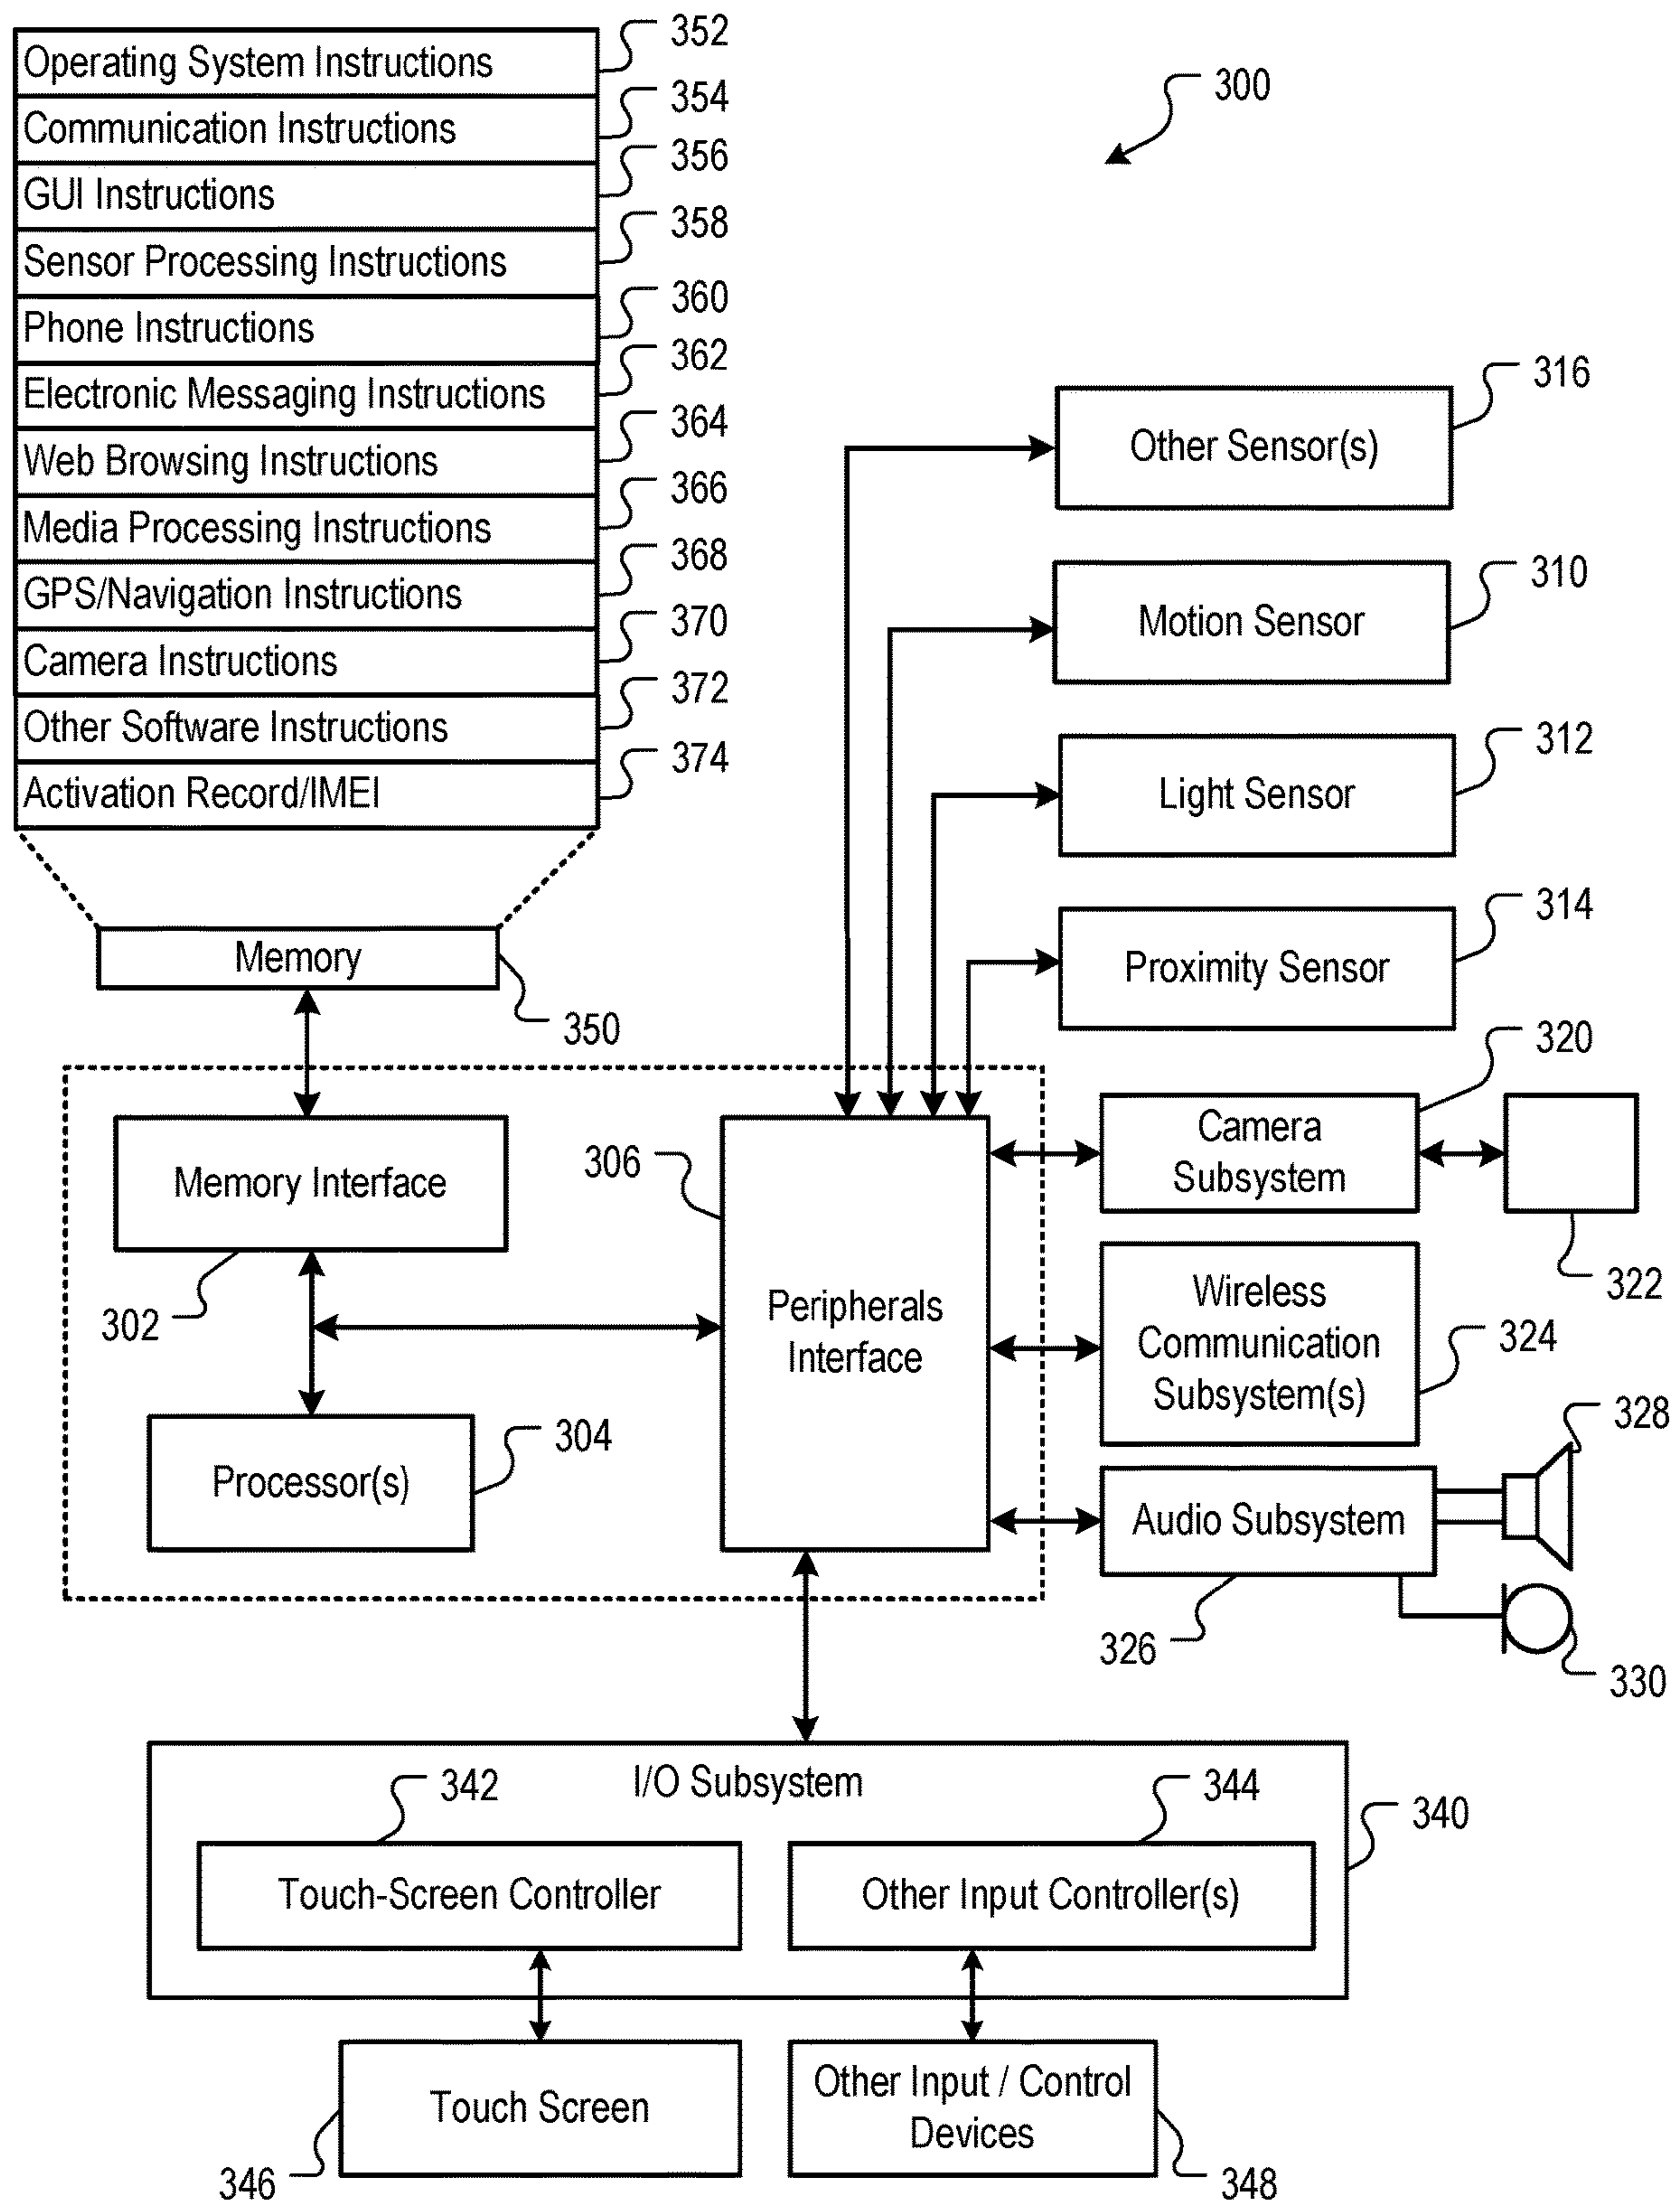 Operating System Instructions 352
Communication Instructions 354
GUI Instructions 356
Sensor Processing Instructions 358
Phone Instructions 360
Electronic Messaging Instructions 362
Web Browsing Instructions 364
Media Processing Instructions 366
GPS/Navigation Instructions 368
Camera Instructions 370
Other Software Instructions 372
Activation Record/IMEI 374
300
Memory
350
Other Sensor(s)
316
Motion Sensor
310
Light Sensor
312
Proximity Sensor
314
Memory Interface
302
Processor(s)
304
306
Peripherals
Interface
Camera
Subsystem
320
322
Wireless
Communication
Subsystem(s)
324
Audio Subsystem
326
328
330
I/O Subsystem
340
342
Touch-Screen Controller
344
Other Input Controller(s)
Touch Screen
346
Other Input / Control
Devices
348